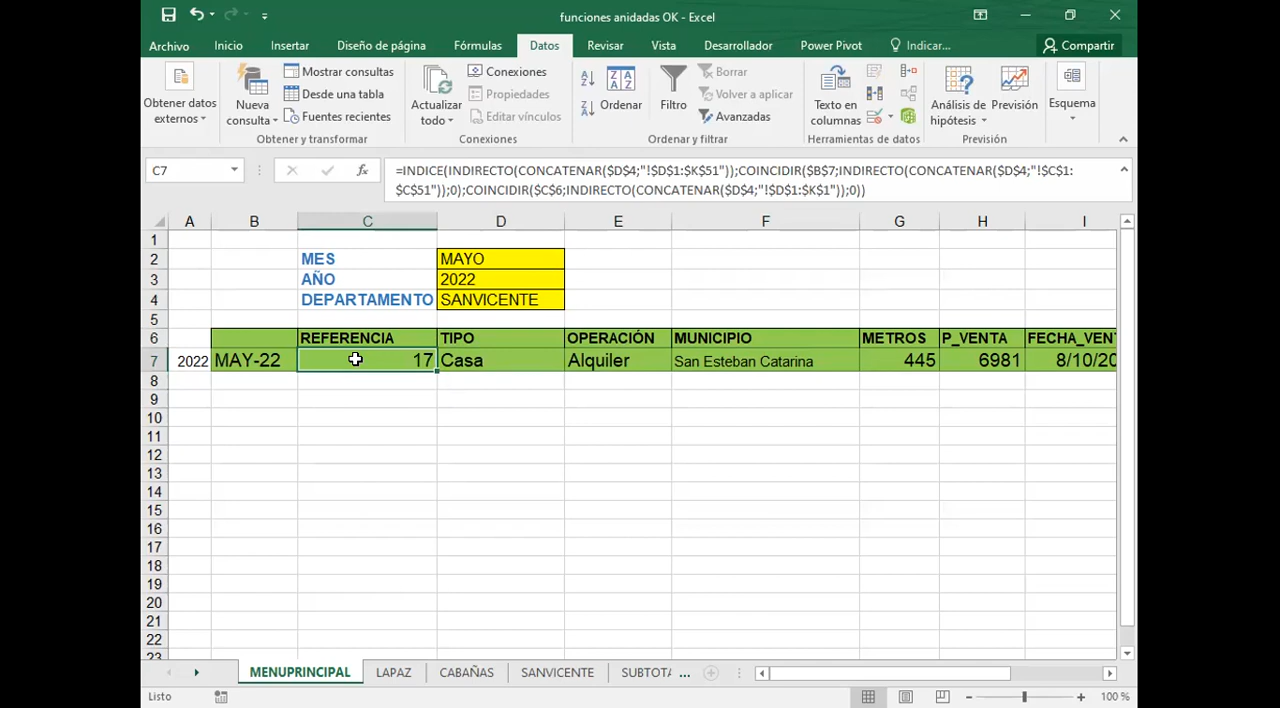 funciones anidadas OK - Excel
Archivo Inicio Insertar Diseño de página Fórmulas Datos Revisar Vista Desarrollador Power Pivot Indicar... Compartir
Obtener datos externos
Nueva consulta
Mostrar consultas
Desde una tabla
Fuentes recientes
Obtener y transformar
Actualizar todo
Conexiones
Propiedades
Editar vínculos
Conexiones
Ordenar
Filtro
Borrar
Volver a aplicar
Avanzadas
Ordenar y filtrar
Texto en columnas
Herramientas de datos
Análisis de hipótesis
Previsión
Previsión
Esquema
C7
fx
=INDICE(INDIRECTO(CONCATENAR($D$4;"!$D$1:$K$51"));COINCIDIR($B$7;INDIRECTO(CONCATENAR($D$4;"!$C$1:
$C$51"));0);COINCIDIR($C$6;INDIRECTO(CONCATENAR($D$4;"!$D$1:$K$1"));0))
A B C D E F G H I
1
2 MES MAYO
3 AÑO 2022
4 DEPARTAMENTO SANVICENTE
5
6 REFERENCIA TIPO OPERACIÓN MUNICIPIO METROS P_VENTA FECHA_VENT
7 2022 MAY-22 17 Casa Alquiler San Esteban Catarina 445 6981 8/10/20
8
9
10
11
12
13
14
15
16
17
18
19
20
21
22
23
MENUPRINCIPAL LAPAZ CABAÑAS SANVICENTE SUBTOTA ...
Listo 100 %